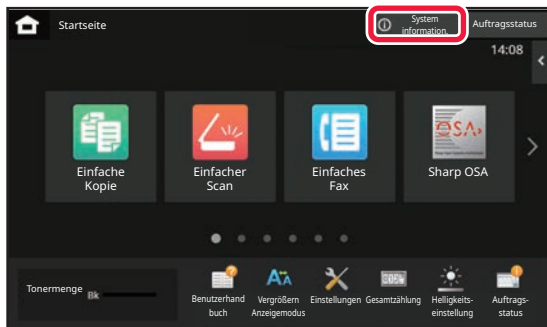 Startseite
System
information.
Auftragsstatus
14:08
Einfache
Kopie
Einfacher
Scan
Einfaches
Fax
OSA
Sharp OSA
Tonermenge
Bk
Benutzerhand
buch
Vergrößern
Anzeigemodus
Einstellungen
Gesamtzählung
Helligkeits-
einstellung
Auftrags-
status